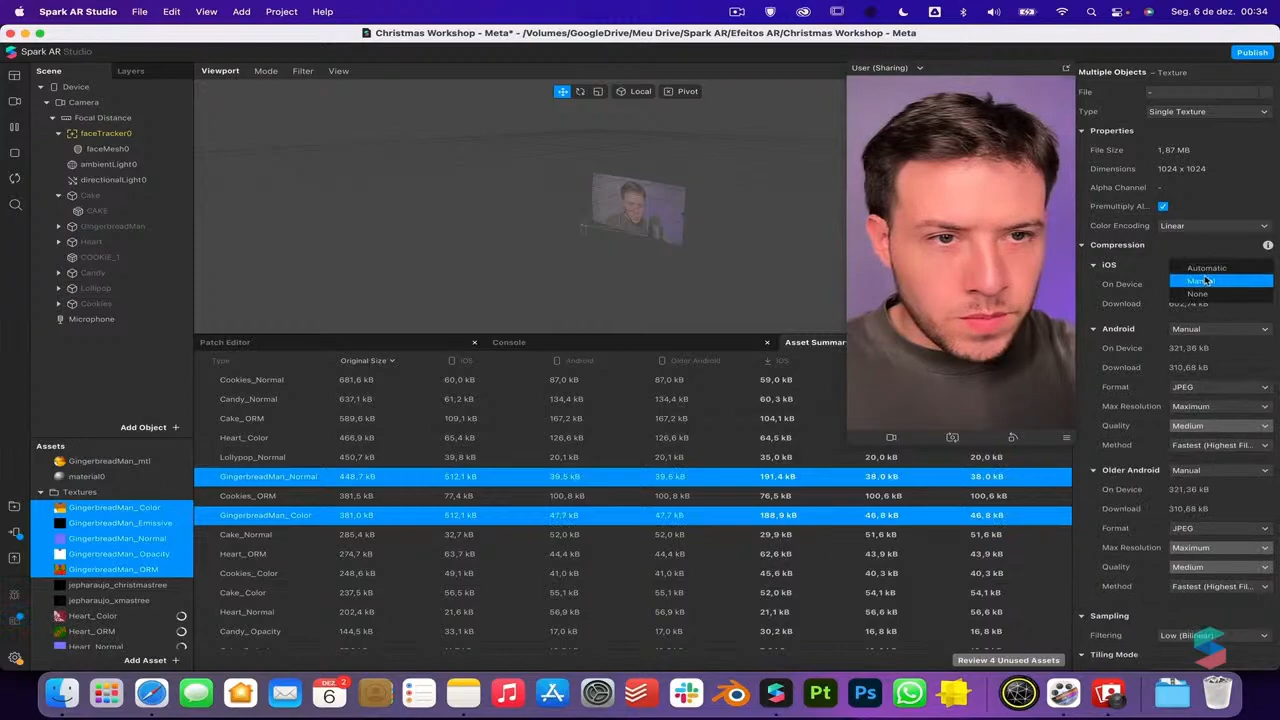 Spark AR Studio File Edit View Add Project Help Seg. 6 de dez. 00:34
Christmas Workshop - Meta* - /Volumes/GoogleDrive/Meu Drive/Spark AR/Efeitos AR/Christmas Workshop - Meta
Spark AR Studio Publish
Scene Layers
Device
Camera
Focal Distance
faceTracker0
faceMesh0
ambientLight0
directionalLight0
Cake
CAKE
GingerbreadMan
Heart
COOKIE_1
Candy
Lollipop
Cookies
Microphone
Add Object +
Assets
GingerbreadMan_mtl
material0
Textures
GingerbreadMan_Color
GingerbreadMan_Emissive
GingerbreadMan_Normal
GingerbreadMan_Opacity
GingerbreadMan_ORM
jepharaujo_christmastree
jepharaujo_xmastree
Heart_Color
Heart_ORM
Heart_Normal
Add Asset +
Viewport Mode Filter View
Local Pivot
User (Sharing)
Patch Editor Console Asset Summary
Type Original Size iOS Android Older Android iOS
Cookies_Normal 681,6 kB 60,0 kB 87,0 kB 87,0 kB 59,0 kB
Candy_Normal 637,1 kB 61,2 kB 134,4 kB 134,4 kB 60,3 kB
Cake_ORM 589,6 kB 109,1 kB 167,2 kB 167,2 kB 104,1 kB
Heart_Color 466,9 kB 65,4 kB 126,6 kB 126,6 kB 64,5 kB
Lollypop_Normal 450,7 kB 39,8 kB 20,1 kB 20,1 kB 35,0 kB 20,0 kB 20,0 kB
GingerbreadMan_Normal 448,7 kB 512,1 kB 39,5 kB 39,5 kB 191,4 kB 38,0 kB 38,0 kB
Cookies_ORM 381,5 kB 77,4 kB 100,8 kB 100,8 kB 76,5 kB 100,6 kB 100,6 kB
GingerbreadMan_Color 381,0 kB 512,1 kB 47,7 kB 47,7 kB 188,9 kB 46,8 kB 46,8 kB
Cake_Normal 285,4 kB 32,7 kB 52,0 kB 52,0 kB 29,9 kB 51,6 kB 51,6 kB
Heart_ORM 274,7 kB 63,7 kB 44,4 kB 44,4 kB 62,6 kB 43,9 kB 43,9 kB
Cookies_Color 248,6 kB 49,1 kB 41,0 kB 41,0 kB 45,6 kB 40,3 kB 40,3 kB
Cake_Color 237,5 kB 56,5 kB 55,1 kB 55,1 kB 52,0 kB 54,1 kB 54,1 kB
Heart_Normal 202,4 kB 21,6 kB 56,9 kB 56,9 kB 21,1 kB 56,6 kB 56,6 kB
Candy_Opacity 144,5 kB 33,1 kB 17,0 kB 17,0 kB 30,2 kB 16,8 kB 16,8 kB
Review 4 Unused Assets
Multiple Objects - Texture
File -
Type Single Texture
Properties
File Size 1,87 MB
Dimensions 1024 x 1024
Alpha Channel -
Premultiply Al...
Color Encoding Linear
Compression
iOS Automatic
Manual
On Device
None
Download 602,74 kB
Android Manual
On Device 321,36 kB
Download 310,68 kB
Format JPEG
Max Resolution Maximum
Quality Medium
Method Fastest (Highest Fil...
Older Android Manual
On Device 321,36 kB
Download 310,68 kB
Format JPEG
Max Resolution Maximum
Quality Medium
Method Fastest (Highest Fil...
Sampling
Filtering Low (Bilinear)
Tiling Mode
DEZ. 2
6
Pt Ps